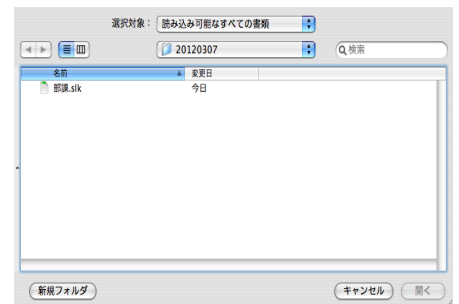 選択対象： 読み込み可能なすべての書類
20120307 検索
名前 変更日
部課.slk 今日
新規フォルダ キャンセル 開く